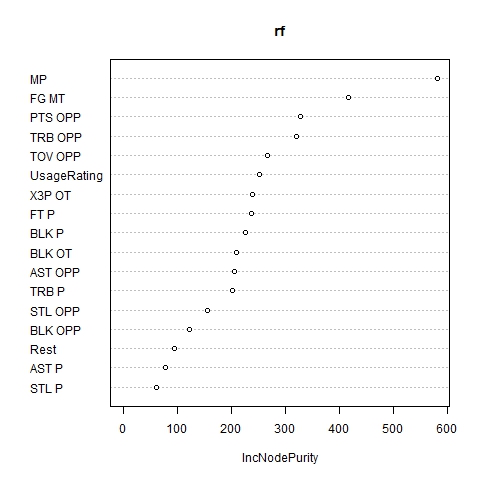 rf
MP
FG MT
PTS OPP
TRB OPP
TOV OPP
UsageRating
X3P OT
FT P
BLK P
BLK OT
AST OPP
TRB P
STL OPP
BLK OPP
Rest
AST P
STL P
0 100 200 300 400 500 600
IncNodePurity